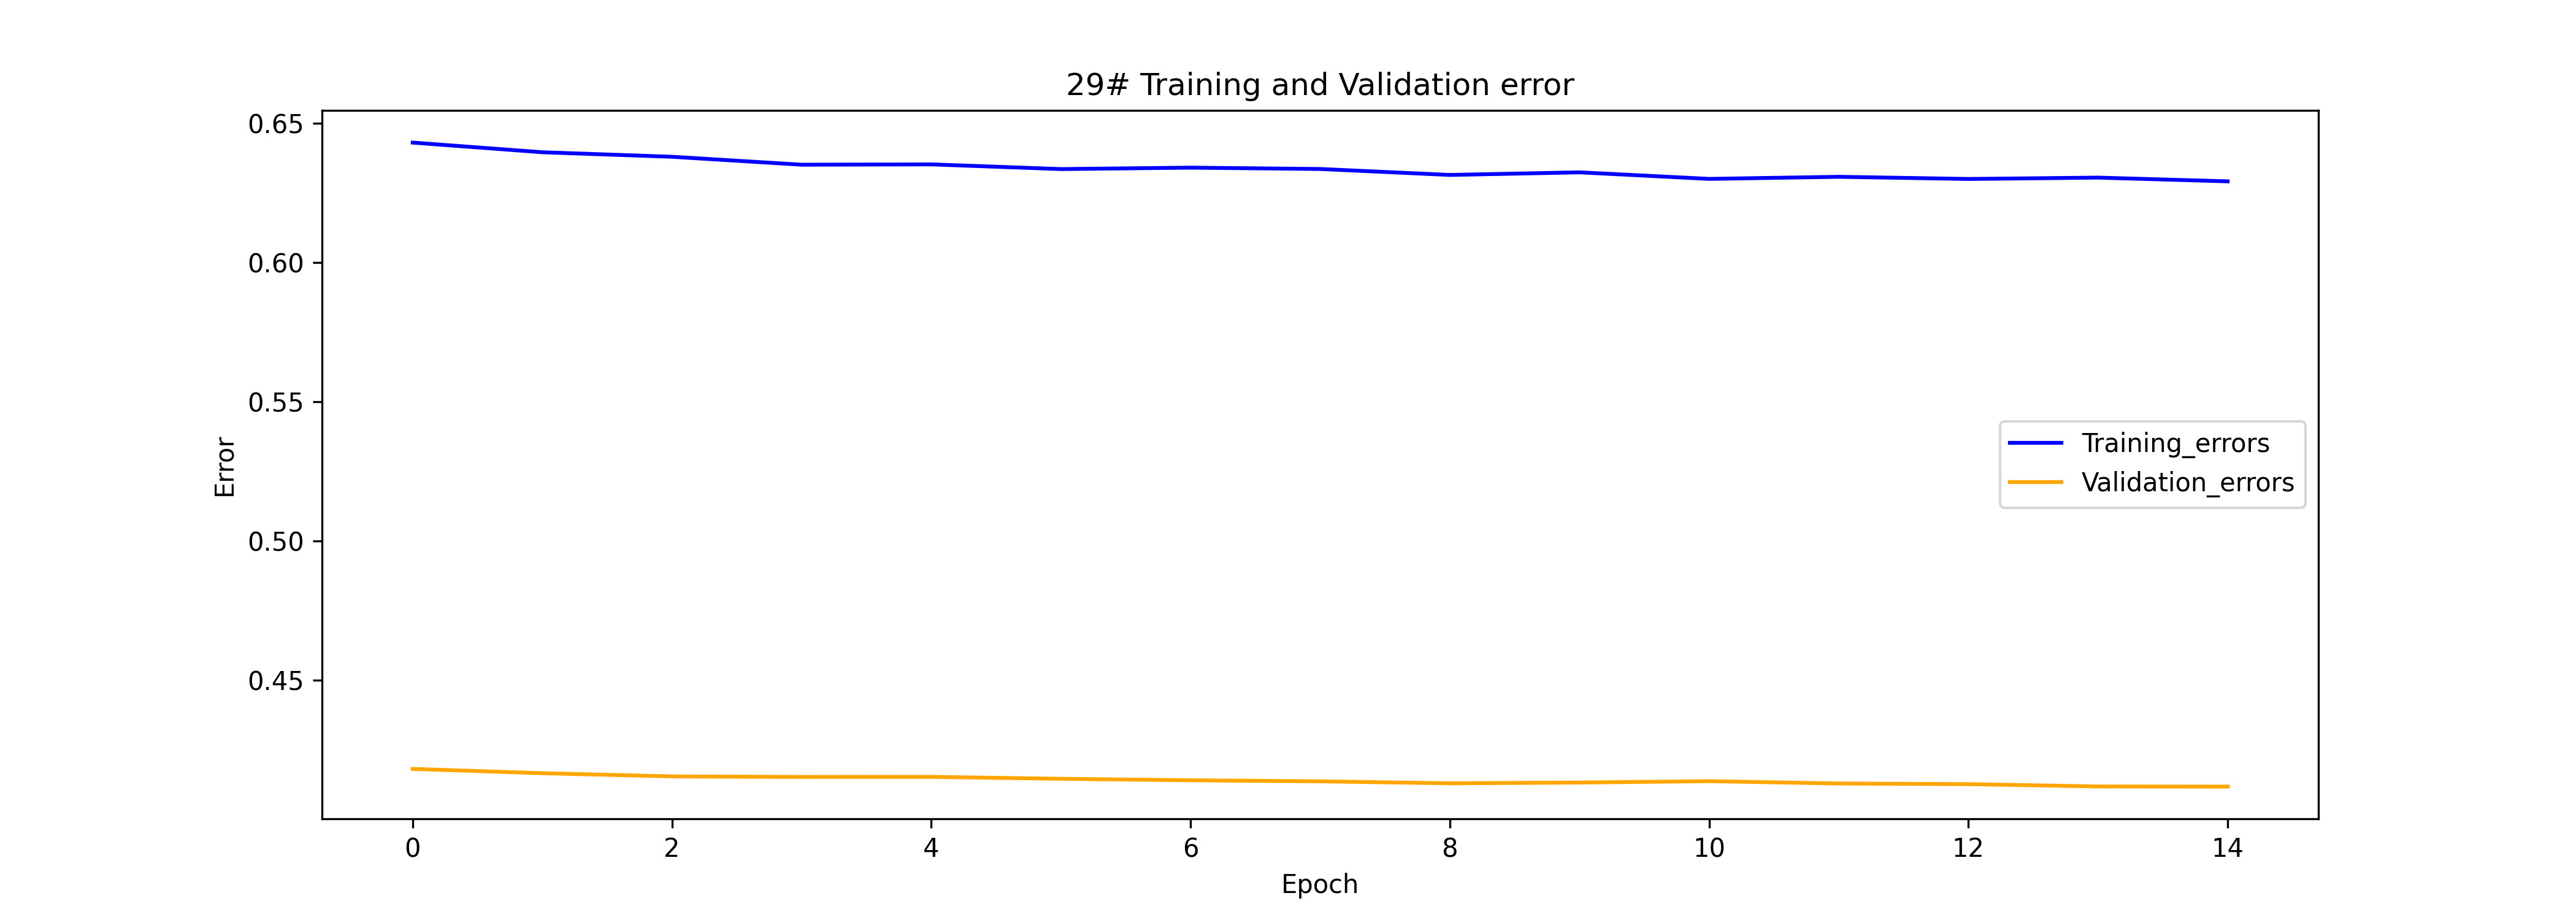 29# Training and Validation error
0.65
0.60
0.55
0.50
0.45
Error
Training_errors
Validation_errors
0 2 4 6 8 10 12 14
Epoch